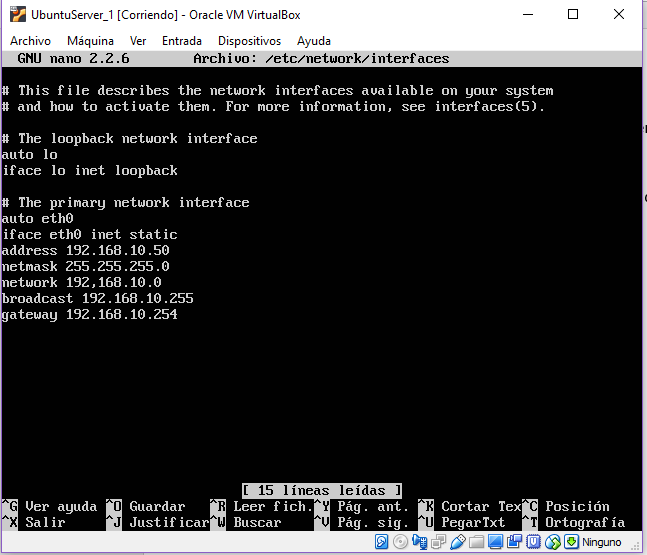 UbuntuServer_1 [Corriendo] - Oracle VM VirtualBox
Archivo Máquina Ver Entrada Dispositivos Ayuda
GNU nano 2.2.6 Archivo: /etc/network/interfaces
# This file describes the network interfaces available on your system
# and how to activate them. For more information, see interfaces(5).
# The loopback network interface
auto lo
iface lo inet loopback
# The primary network interface
auto eth0
iface eth0 inet static
address 192.168.10.50
netmask 255.255.255.0
network 192,168.10.0
broadcast 192.168.10.255
gateway 192.168.10.254
[ 15 líneas leídas ]
^G Ver ayuda ^O Guardar ^R Leer fich. ^Y Pág. ant. ^K Cortar Tex ^C Posición
^X Salir ^J Justificar ^W Buscar ^V Pág. sig. ^U PegarTxt ^T Ortografía
Ninguno